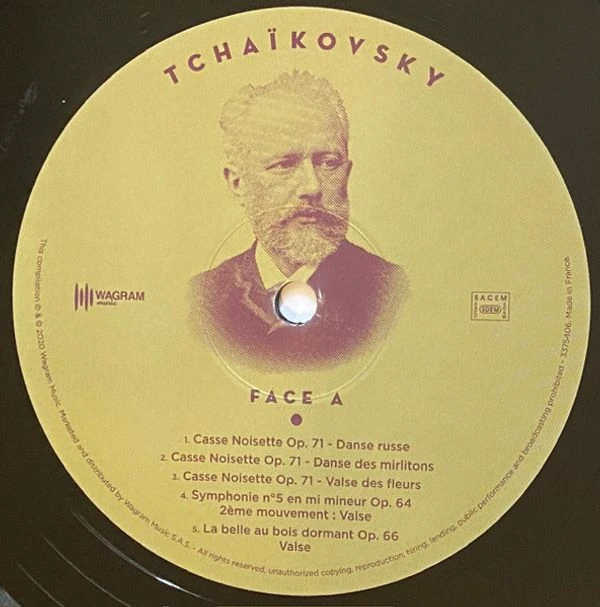 TCHAÏKOVSKY
WAGRAM
music
SACEM
SDRM
FACE A
1. Casse Noisette Op. 71 - Danse russe
2. Casse Noisette Op. 71 - Danse des mirlitons
3. Casse Noisette Op. 71 - Valse des fleurs
4. Symphonie n°5 en mi mineur Op. 64
2ème mouvement : Valse
5. La belle au bois dormant Op. 66
Valse
This compilation ℗ & © 2020 Wagram Music. Marketed and distributed by Wagram Music S.A.S. - All rights reserved, unauthorized copying, reproduction, hiring, lending, public performance and broadcasting prohibited - 3375406. Made in France.